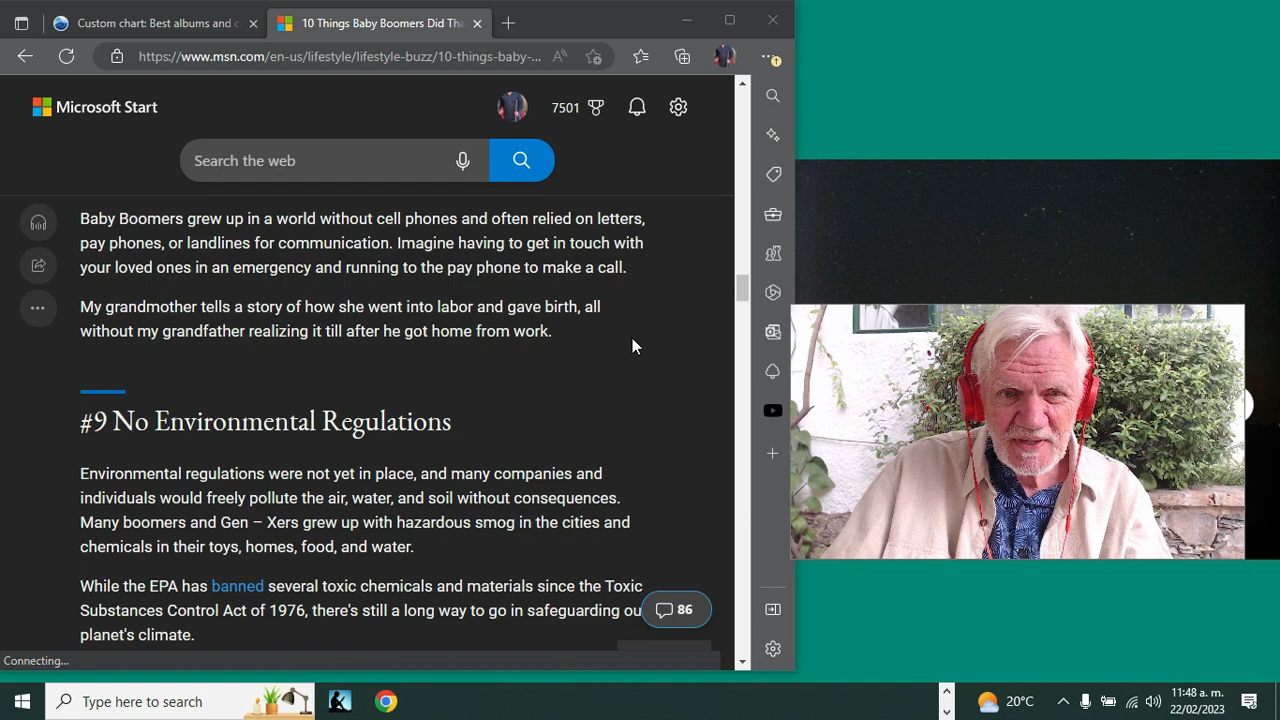 Custom chart: Best albums and c
10 Things Baby Boomers Did Tha
https://www.msn.com/en-us/lifestyle/lifestyle-buzz/10-things-baby-...
Microsoft Start
7501
Search the web
Baby Boomers grew up in a world without cell phones and often relied on letters,
pay phones, or landlines for communication. Imagine having to get in touch with
your loved ones in an emergency and running to the pay phone to make a call.
My grandmother tells a story of how she went into labor and gave birth, all
without my grandfather realizing it till after he got home from work.
#9 No Environmental Regulations
Environmental regulations were not yet in place, and many companies and
individuals would freely pollute the air, water, and soil without consequences.
Many boomers and Gen – Xers grew up with hazardous smog in the cities and
chemicals in their toys, homes, food, and water.
While the EPA has banned several toxic chemicals and materials since the Toxic
Substances Control Act of 1976, there's still a long way to go in safeguarding ou
86
planet's climate.
Connecting...
Type here to search
20°C
11:48 a. m.
22/02/2023